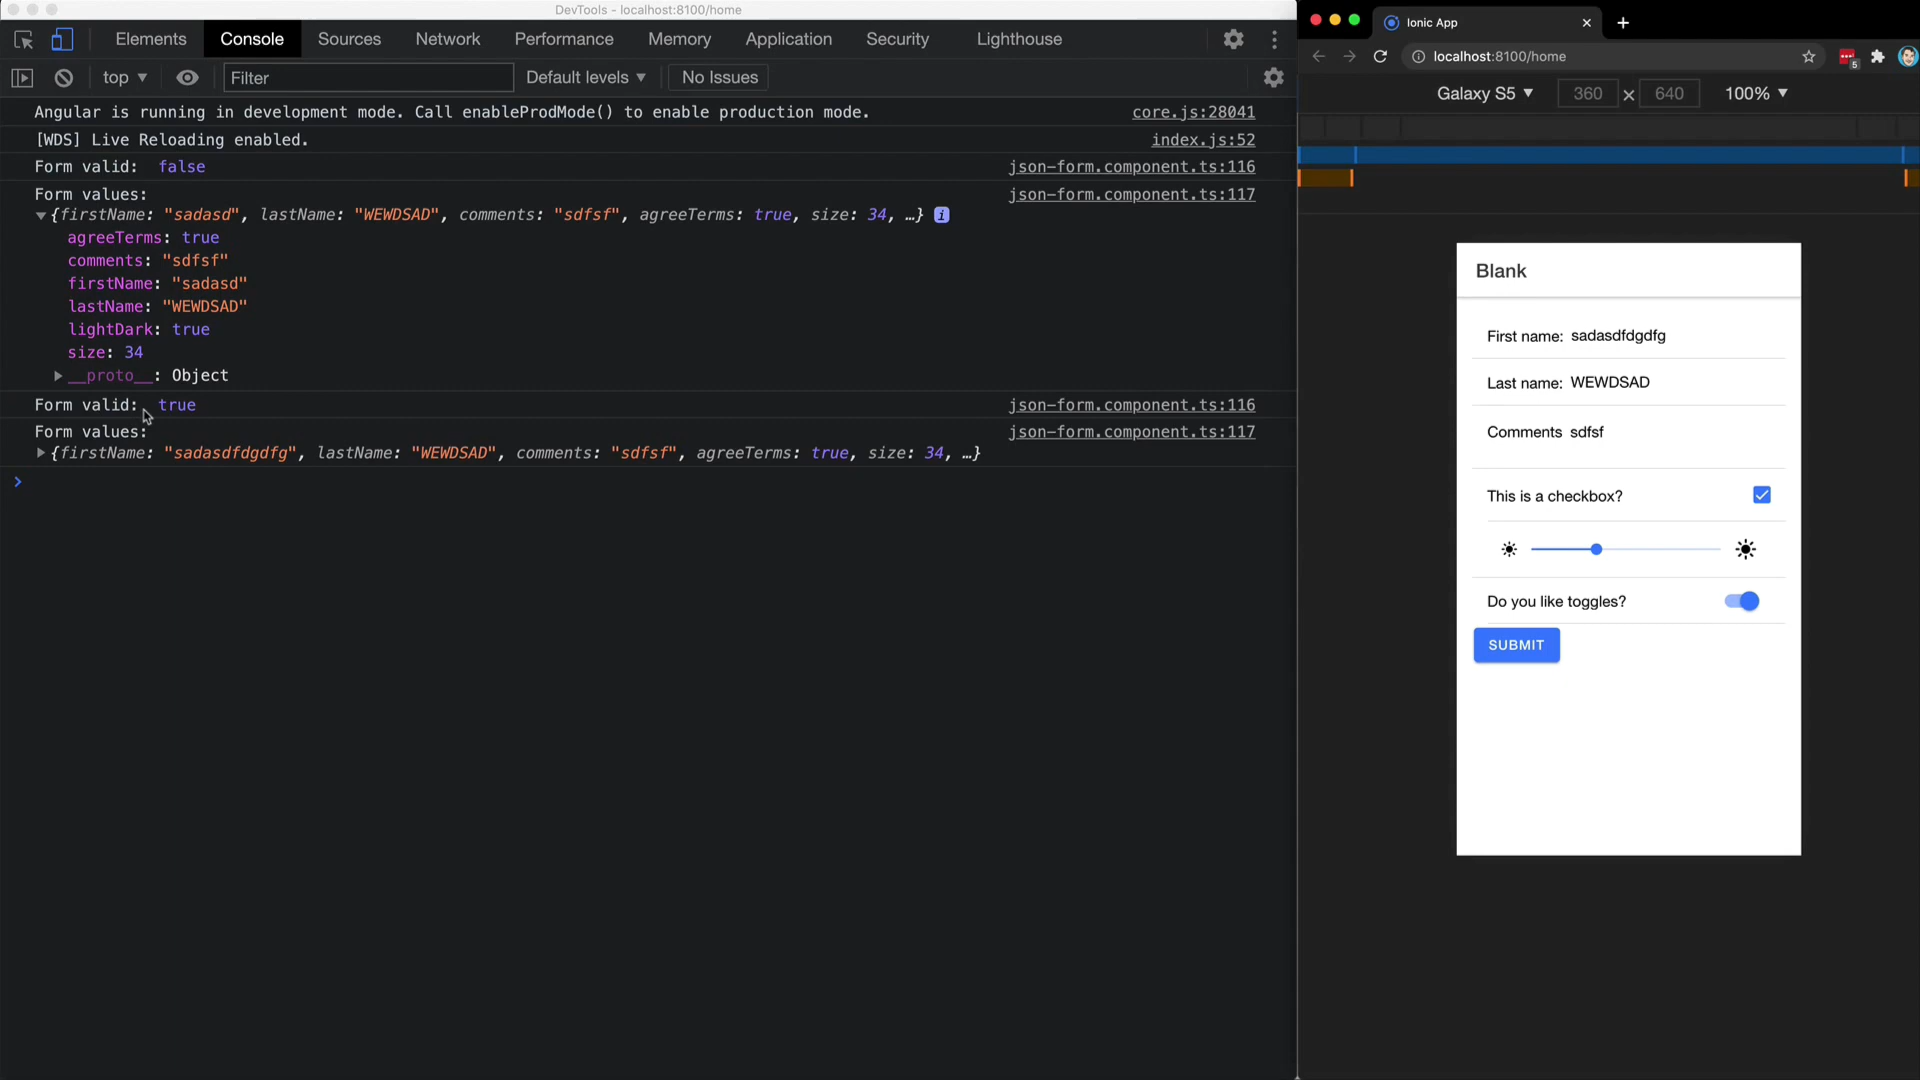 DevTools - localhost:8100/home
Elements Console Sources Network Performance Memory Application Security Lighthouse
top Filter Default levels No Issues
Angular is running in development mode. Call enableProdMode() to enable production mode. core.js:28041
[WDS] Live Reloading enabled. index.js:52
Form valid: false json-form.component.ts:116
Form values: json-form.component.ts:117
{firstName: "sadasd", lastName: "WEWDSAD", comments: "sdfsf", agreeTerms: true, size: 34, …} i
agreeTerms: true
comments: "sdfsf"
firstName: "sadasd"
lastName: "WEWDSAD"
lightDark: true
size: 34
__proto__: Object
Form valid: true json-form.component.ts:116
Form values: json-form.component.ts:117
{firstName: "sadasdfdgdfg", lastName: "WEWDSAD", comments: "sdfsf", agreeTerms: true, size: 34, …}
Ionic App
localhost:8100/home 5
Galaxy S5 360 × 640 100%
Blank
First name: sadasdfdgdfg
Last name: WEWDSAD
Comments sdfsf
This is a checkbox?
Do you like toggles?
SUBMIT